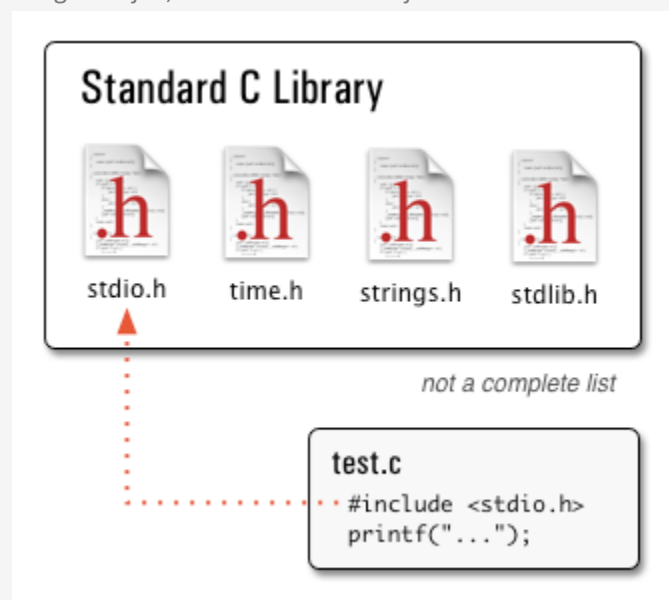 Standard C Library
.h .h .h .h
stdio.h time.h strings.h stdlib.h
not a complete list
test.c
#include <stdio.h>
printf("...");